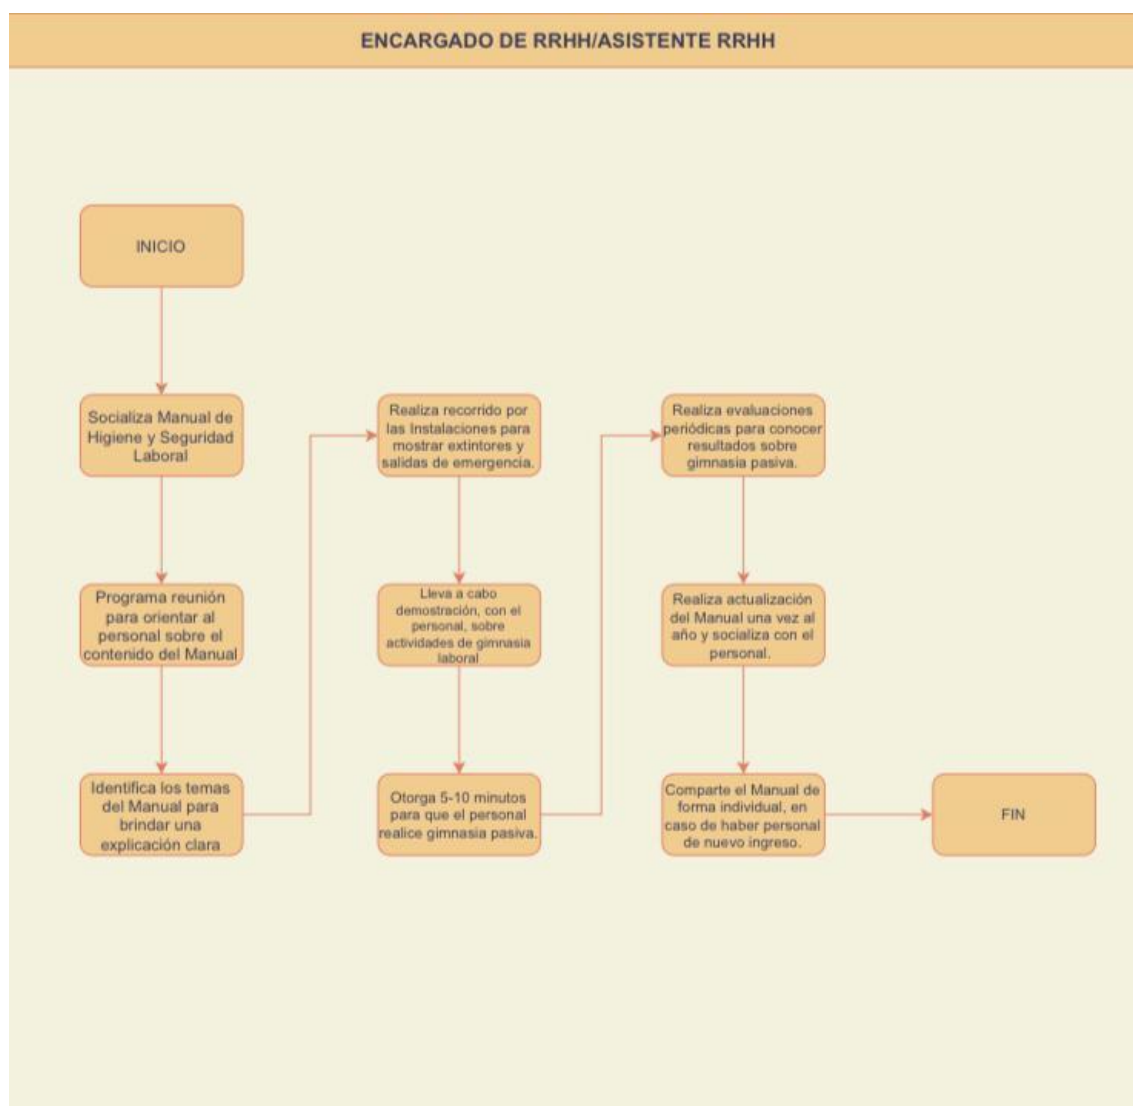 ENCARGADO DE RRHH/ASISTENTE RRHH
INICIO
Socializa Manual de
Higiene y Seguridad
Laboral
Programa reunión
para orientar al
personal sobre el
contenido del Manual
Identifica los temas
del Manual para
brindar una
explicación clara
Realiza recorrido por
las Instalaciones para
mostrar extintores y
salidas de emergencia.
Lleva a cabo
demostración, con el
personal, sobre
actividades de gimnasia
laboral
Otorga 5-10 minutos
para que el personal
realice gimnasia pasiva.
Realiza evaluaciones
periódicas para conocer
resultados sobre
gimnasia pasiva.
Realiza actualización
del Manual una vez al
año y socializa con el
personal.
Comparte el Manual de
forma individual, en
caso de haber personal
de nuevo ingreso.
FIN